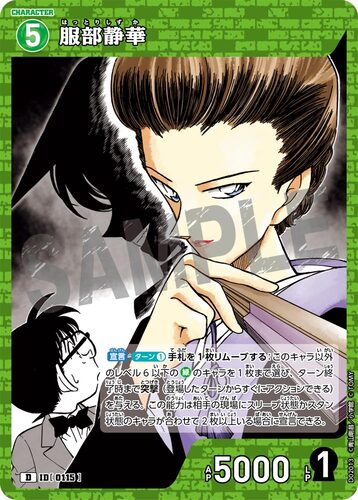 CHARACTER
5
はっとりしずか
服部静華
SAMPLE
宣言 ターン1 手札を1枚リムーブする:このキャラ以外
のレベル6以下の緑のキャラを1枚まで選び、ターン終
了時まで突撃(登場したターンからすぐにアクションできる)
を与える。この能力は相手の現場にスリープ状態かスタン
状態のキャラが合わせて2枚以上いる場合に宣言できる。
D ID[0115]
AP 5000 LP 1